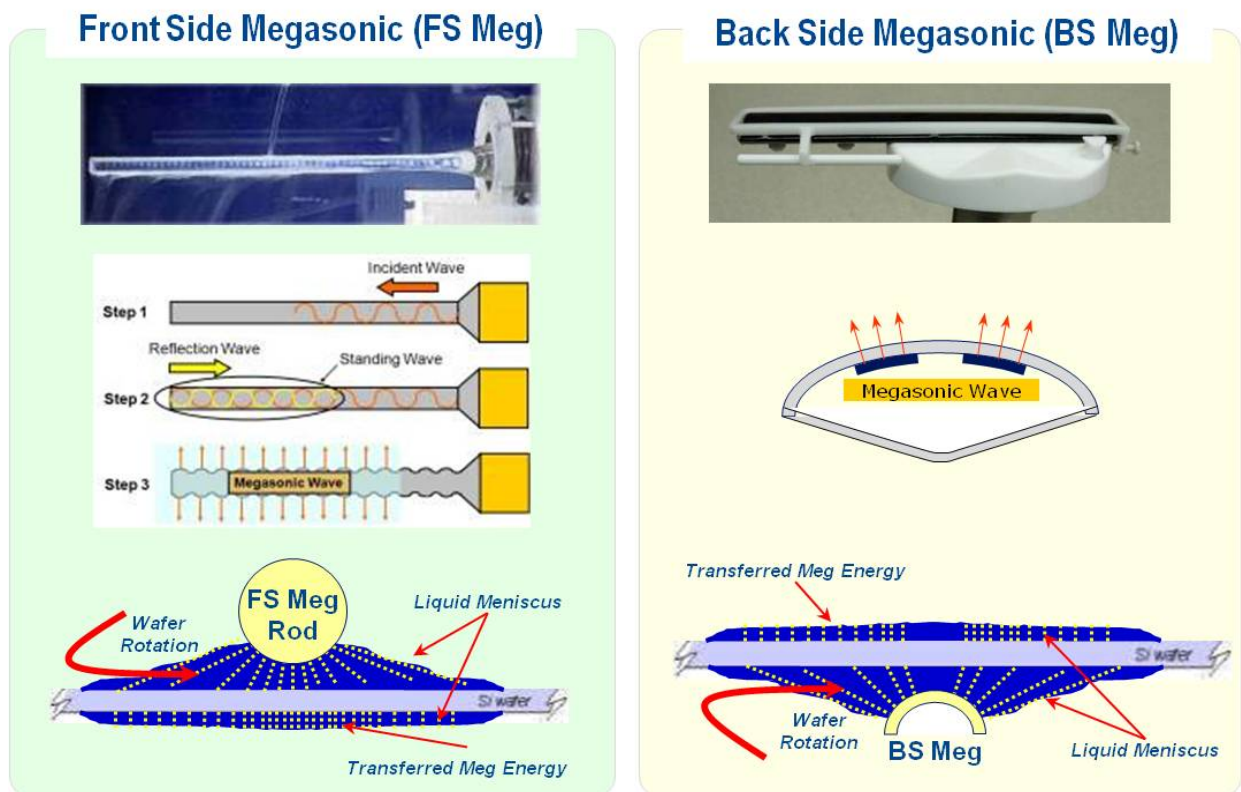 Front Side Megasonic (FS Meg)
Incident Wave
Step 1
Reflection Wave
Standing Wave
Step 2
Step 3
Megasonic Wave
FS Meg
Rod
Wafer
Rotation
Liquid Meniscus
Si wafer
Transferred Meg Energy
Back Side Megasonic (BS Meg)
Megasonic Wave
Transferred Meg Energy
Si wafer
Wafer
Rotation
BS Meg
Liquid Meniscus